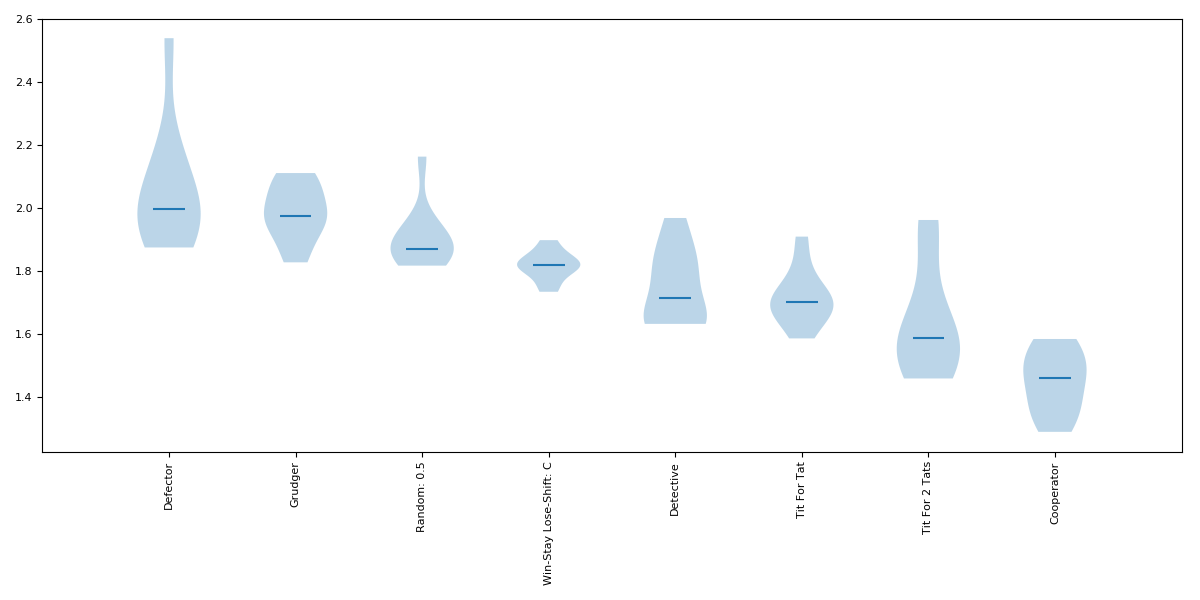 2.6
2.4
2.2
2.0
1.8
1.6
1.4
Defector
Grudger
Random: 0.5
Win-Stay Lose-Shift: C
Detective
Tit For Tat
Tit For 2 Tats
Cooperator